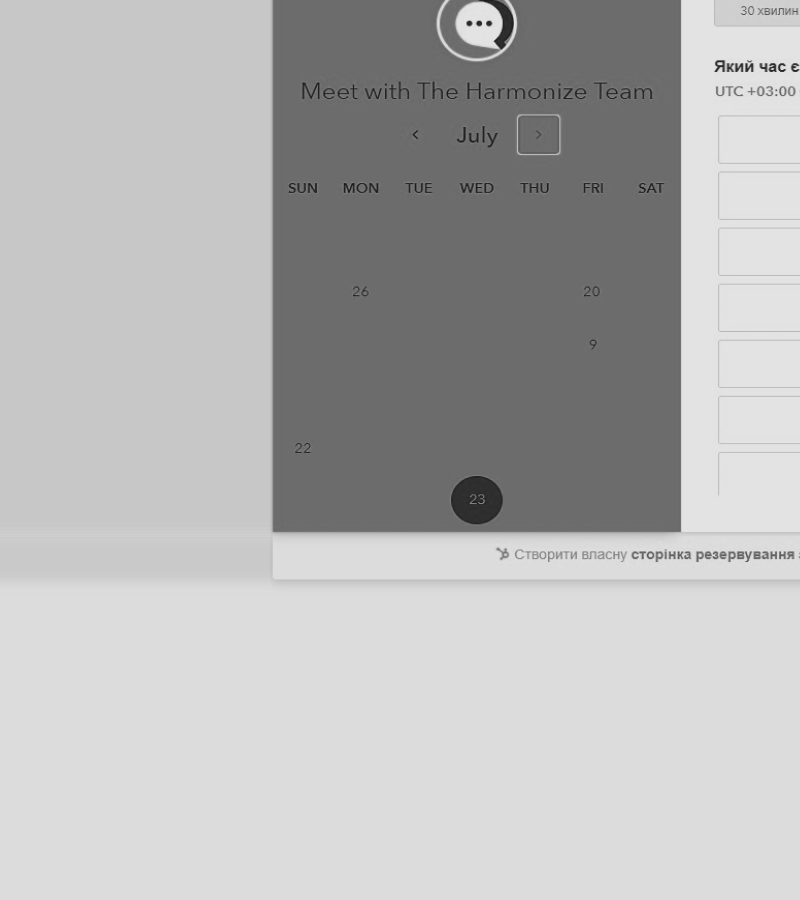 30 хвилин
Meet with The Harmonize Team
July
SUN MON TUE WED THU FRI SAT
26 20
9
22
23
Який час є
UTC +03:00
Створити власну сторінка резервування